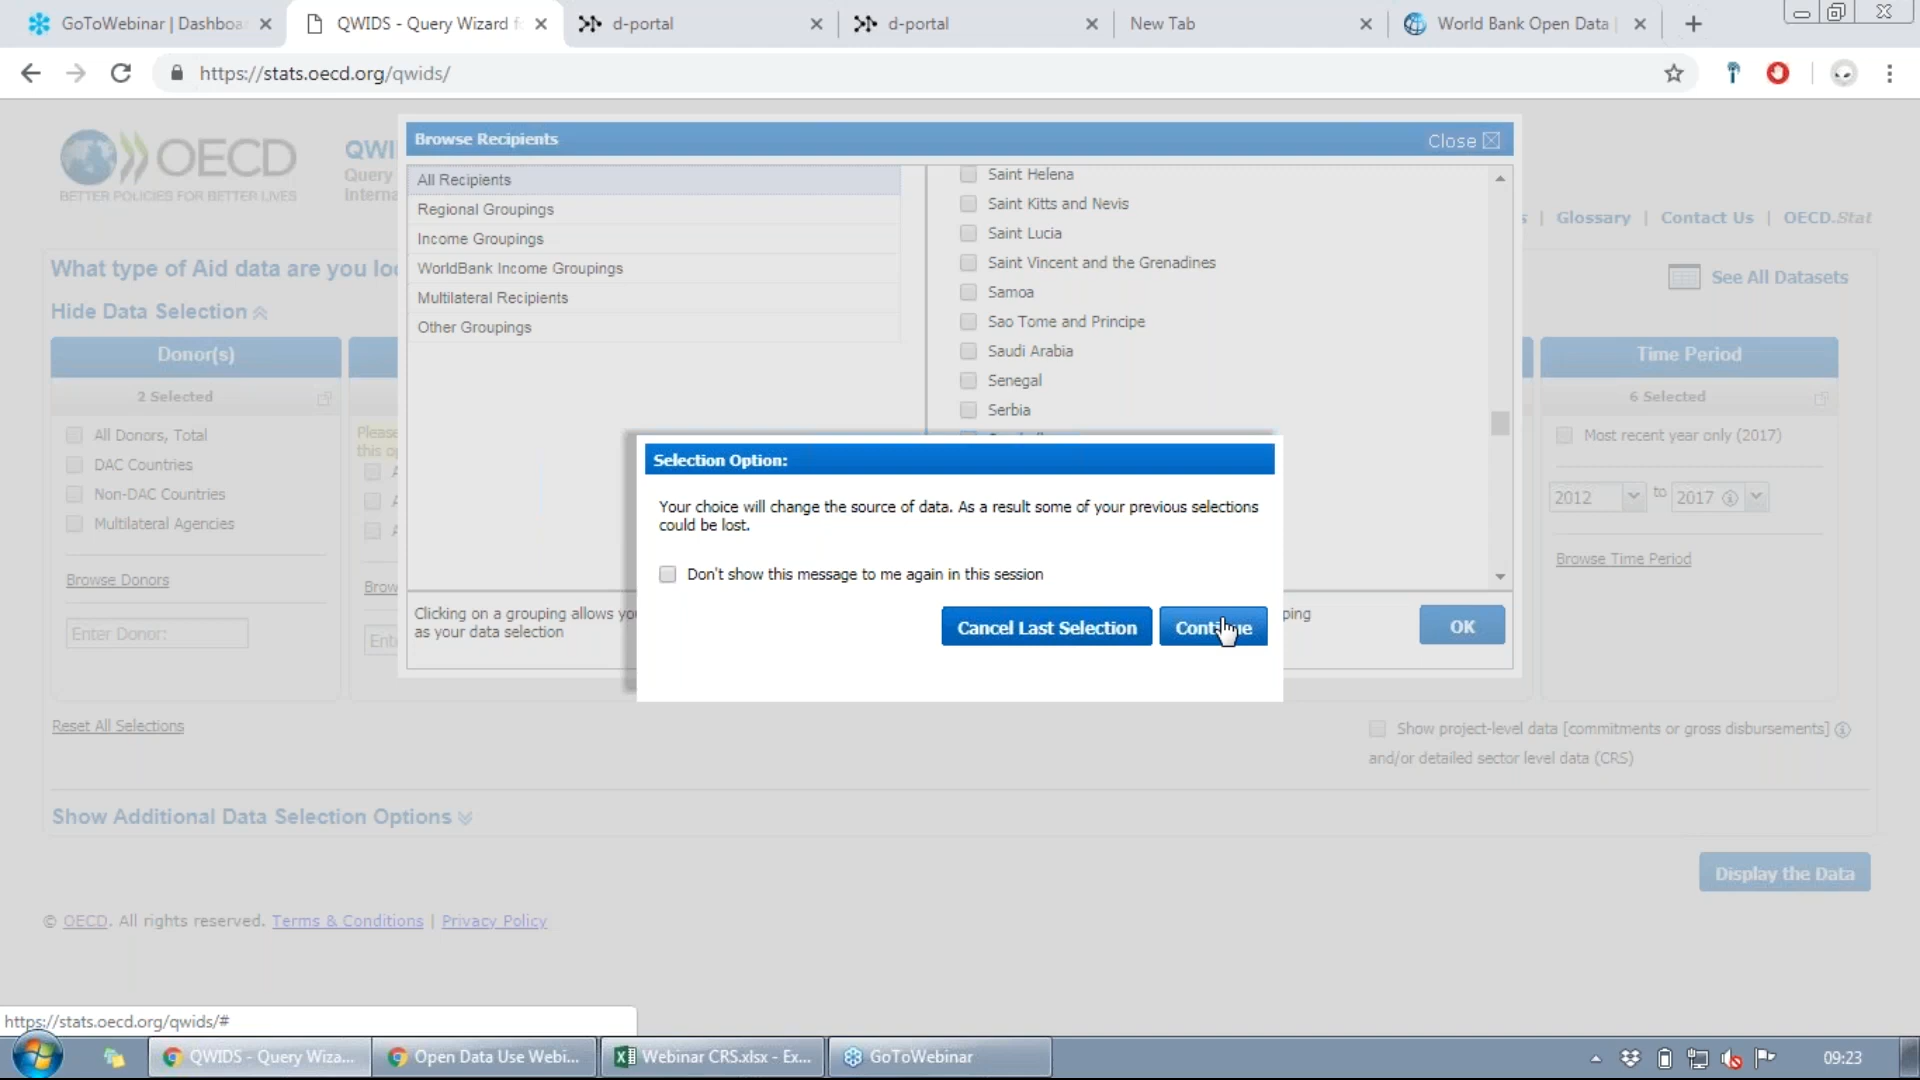 GoToWebinar | Dashboa
QWIDS - Query Wizard f
d-portal
d-portal
New Tab
World Bank Open Data |
https://stats.oecd.org/qwids/
OECD
BETTER POLICIES FOR BETTER LIVES
QWI
Query
Interna
Glossary | Contact Us | OECD.Stat
What type of Aid data are you loo
See All Datasets
Hide Data Selection
Donor(s)
2 Selected
All Donors, Total
DAC Countries
Non-DAC Countries
Multilateral Agencies
Browse Donors
Enter Donor:
Please
this op
Brow
Ent
Browse Recipients
Close
All Recipients
Regional Groupings
Income Groupings
WorldBank Income Groupings
Multilateral Recipients
Other Groupings
Saint Helena
Saint Kitts and Nevis
Saint Lucia
Saint Vincent and the Grenadines
Samoa
Sao Tome and Principe
Saudi Arabia
Senegal
Serbia
Clicking on a grouping allows yo
as your data selection
ping
OK
Selection Option:
Your choice will change the source of data. As a result some of your previous selections
could be lost.
Don't show this message to me again in this session
Cancel Last Selection
Continue
Time Period
6 Selected
Most recent year only (2017)
2012 to 2017
Browse Time Period
Reset All Selections
Show project-level data [commitments or gross disbursements]
and/or detailed sector level data (CRS)
Show Additional Data Selection Options
Display the Data
© OECD. All rights reserved. Terms & Conditions | Privacy Policy
https://stats.oecd.org/qwids/#
QWIDS - Query Wiza...
Open Data Use Webi...
Webinar CRS.xlsx - Ex...
GoToWebinar
09:23